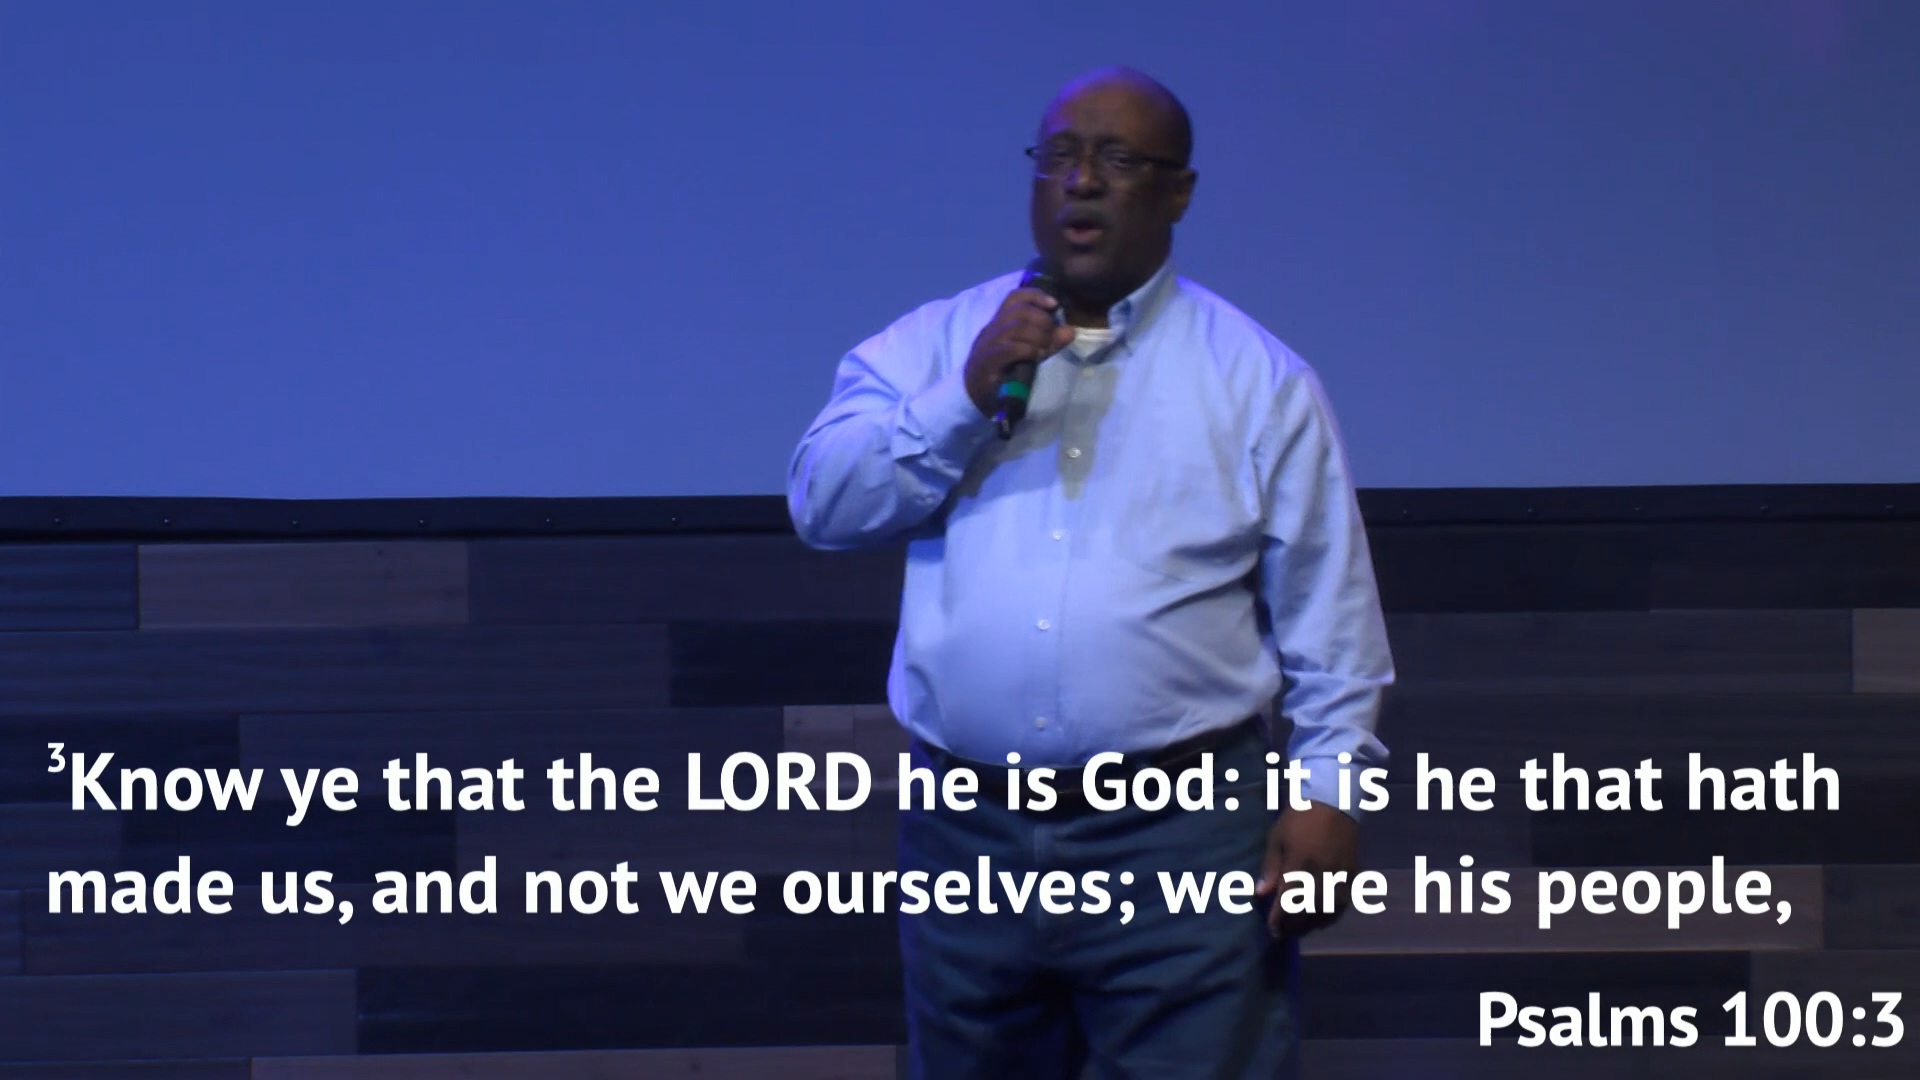 ³Know ye that the LORD he is God: it is he that hath
made us, and not we ourselves; we are his people,
Psalms 100:3